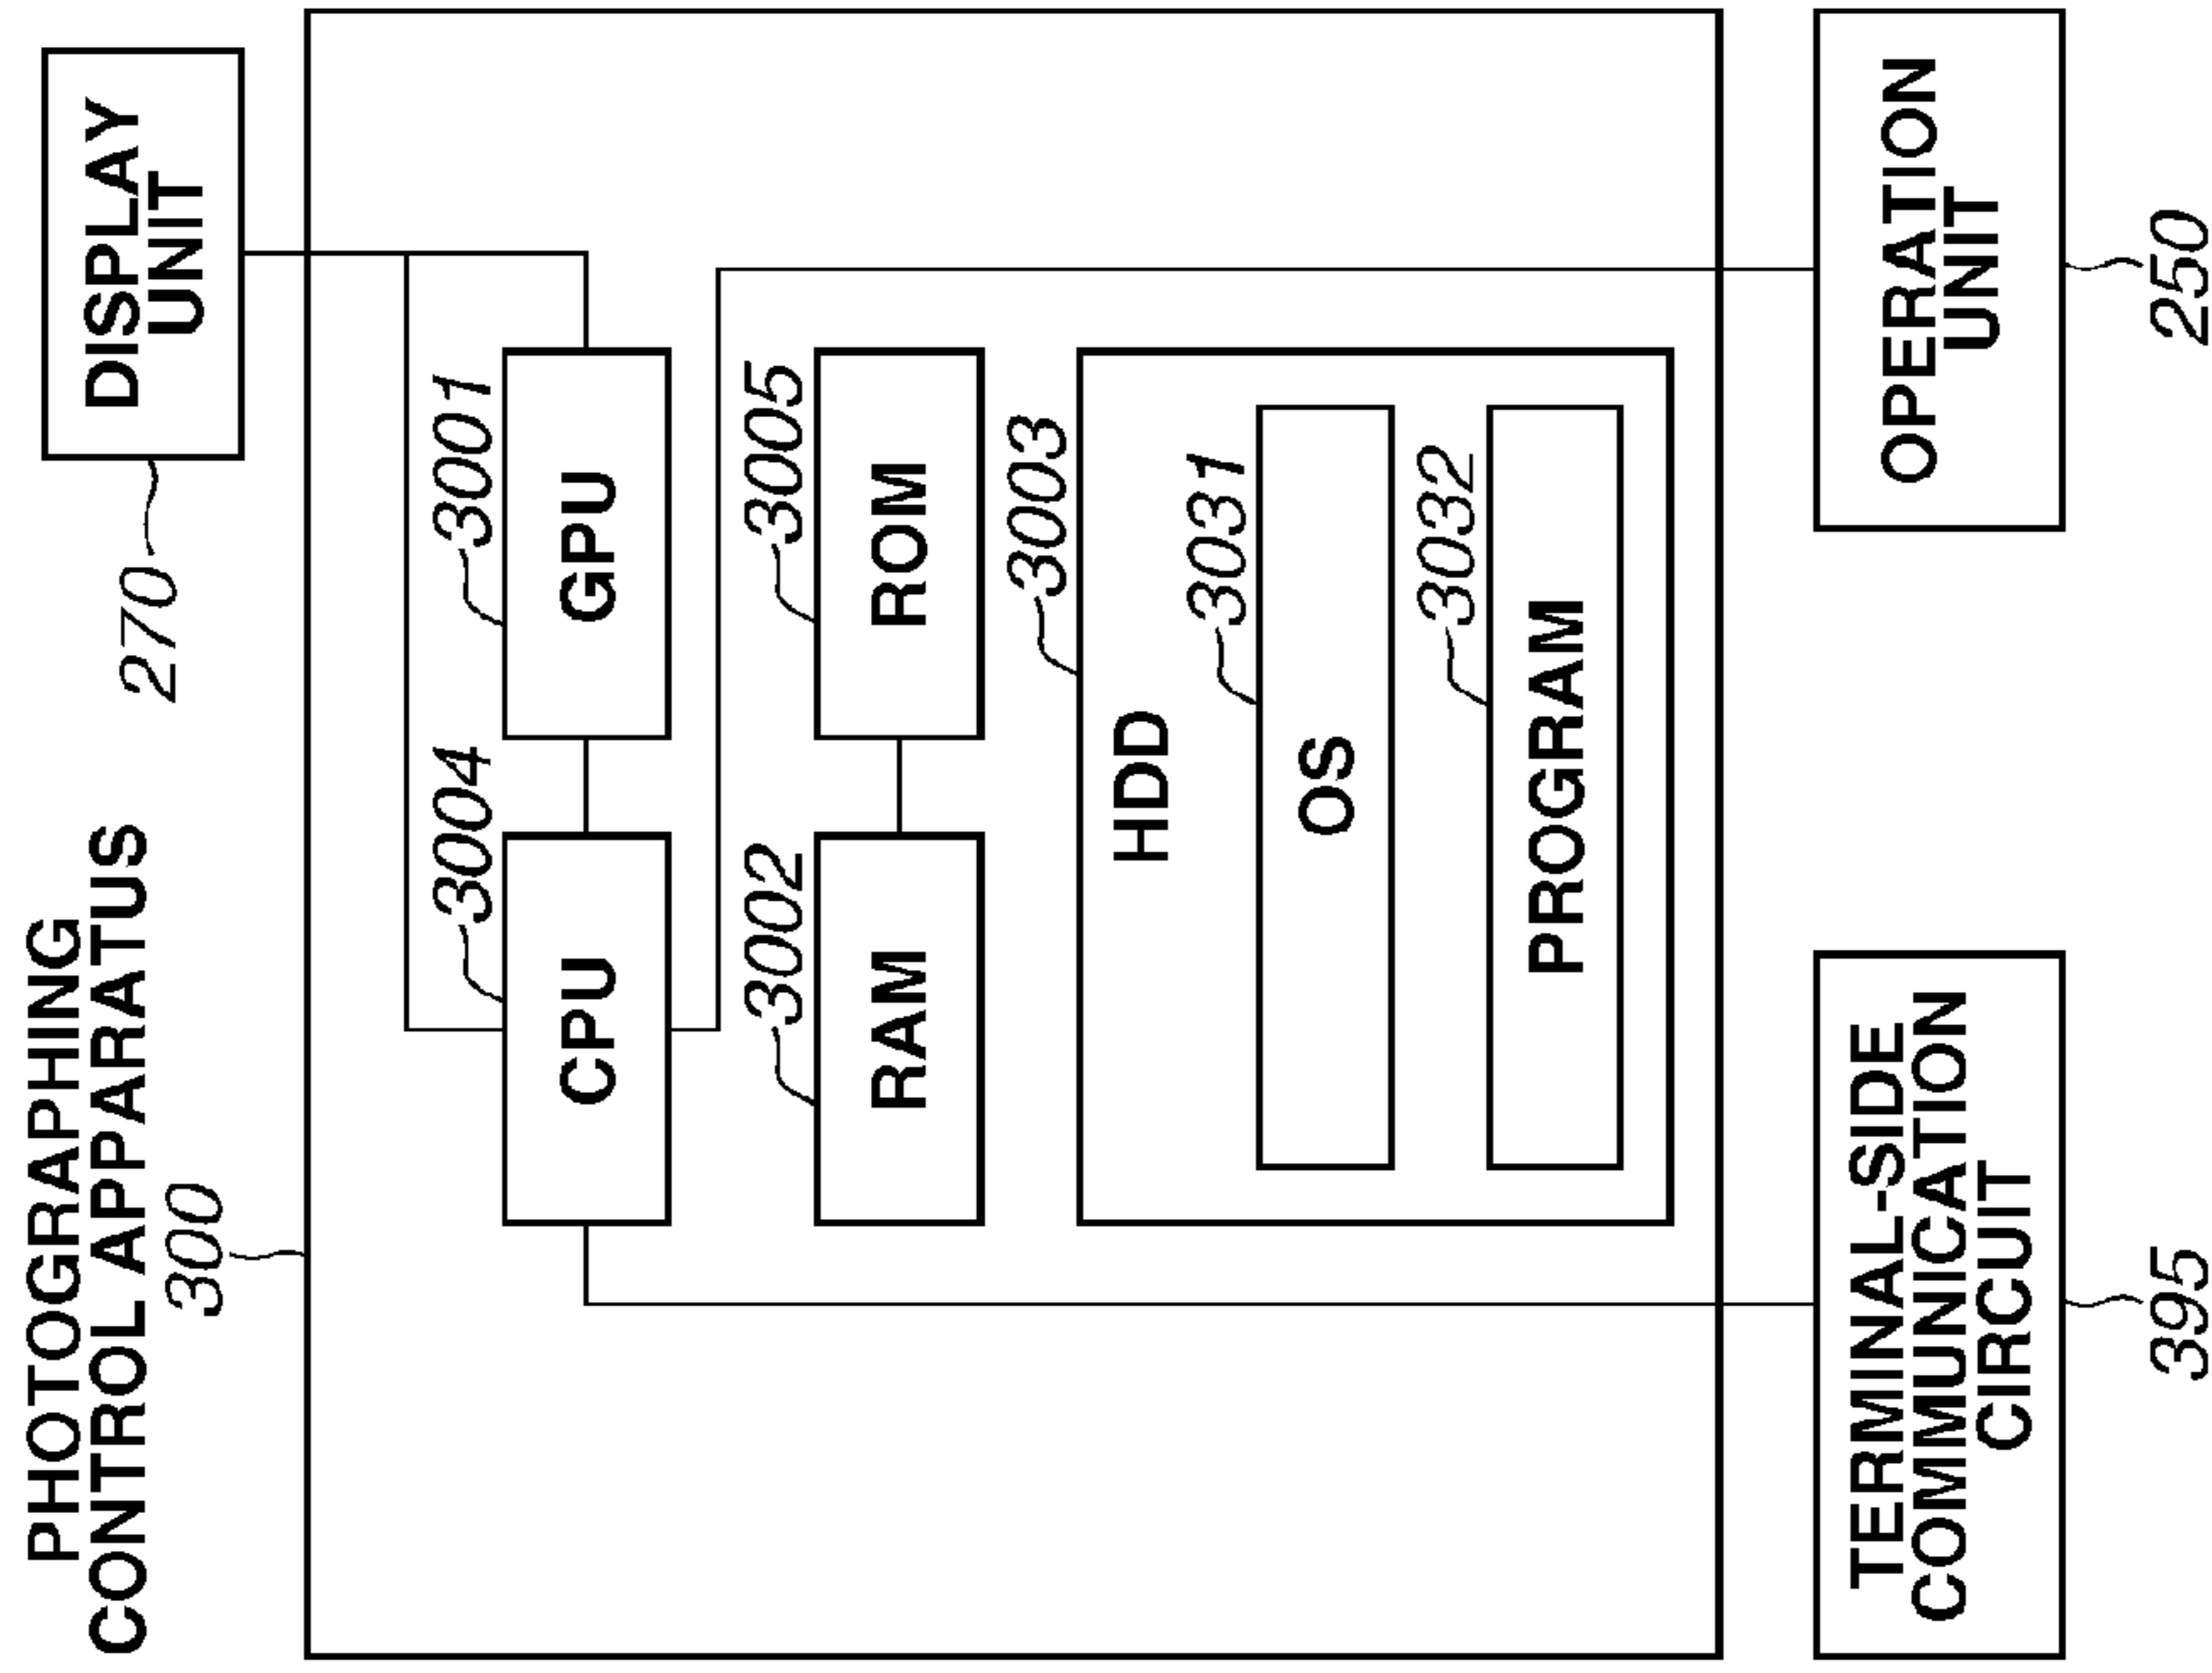 PHOTOGRAPHING
CONTROL APPARATUS
300
270
DISPLAY
UNIT
3004
CPU
3001
GPU
3002
RAM
3005
ROM
3003
HDD
3031
OS
3032
PROGRAM
TERMINAL-SIDE
COMMUNICATION
CIRCUIT
395
OPERATION
UNIT
250